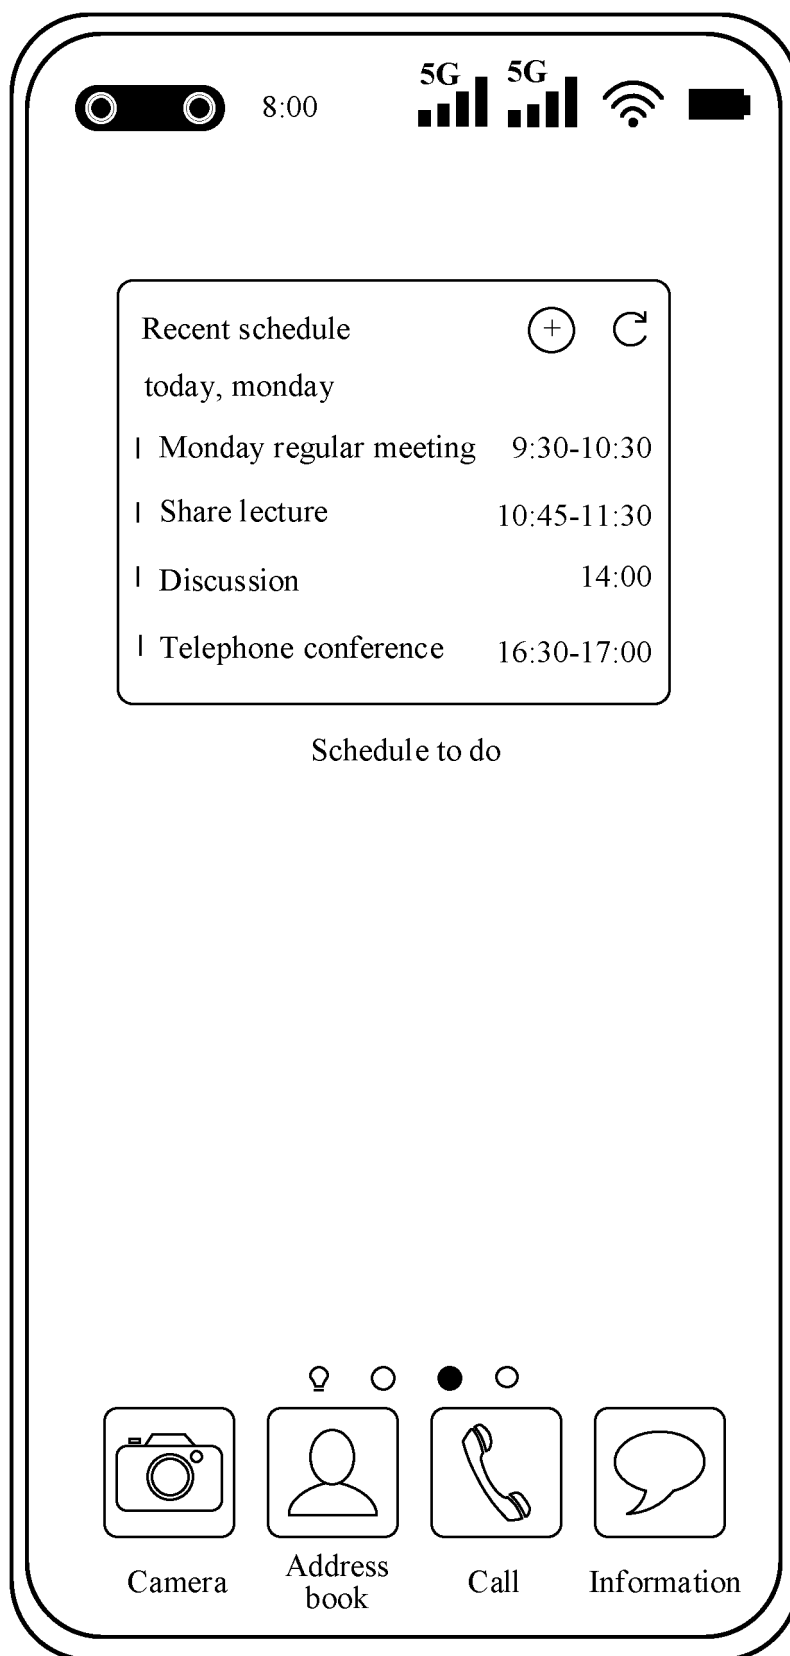 5G 5G
8:00
Recent schedule
+
today, monday
Monday regular meeting 9:30-10:30
Share lecture 10:45-11:30
Discussion 14:00
Telephone conference 16:30-17:00
Schedule to do
Camera
Address
book
Call
Information